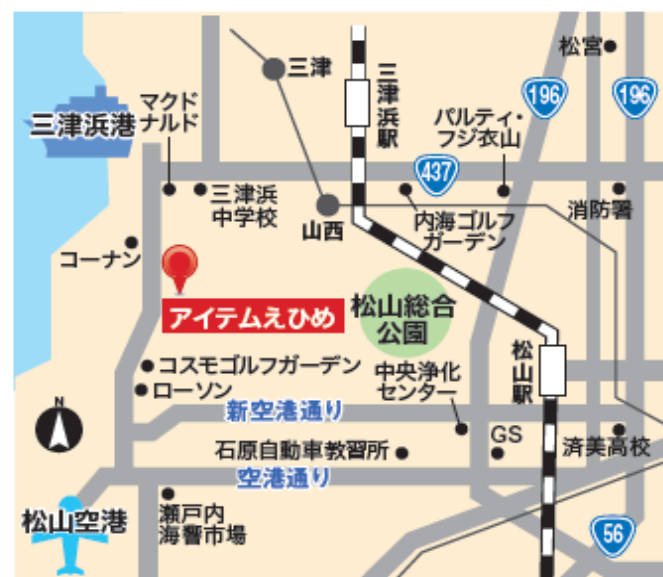 松宮
三津
三津浜駅
196
196
マクド
ナルド
三津浜港
パルティ・
フジ衣山
437
三津浜
中学校
山西
内海ゴルフ
ガーデン
消防署
コーナン
アイテムえひめ
松山総合
公園
松山駅
コスモゴルフガーデン
ローソン
中央浄化
センター
N
新空港通り
GS
済美高校
石原自動車教習所
空港通り
瀬戸内
海響市場
松山空港
56